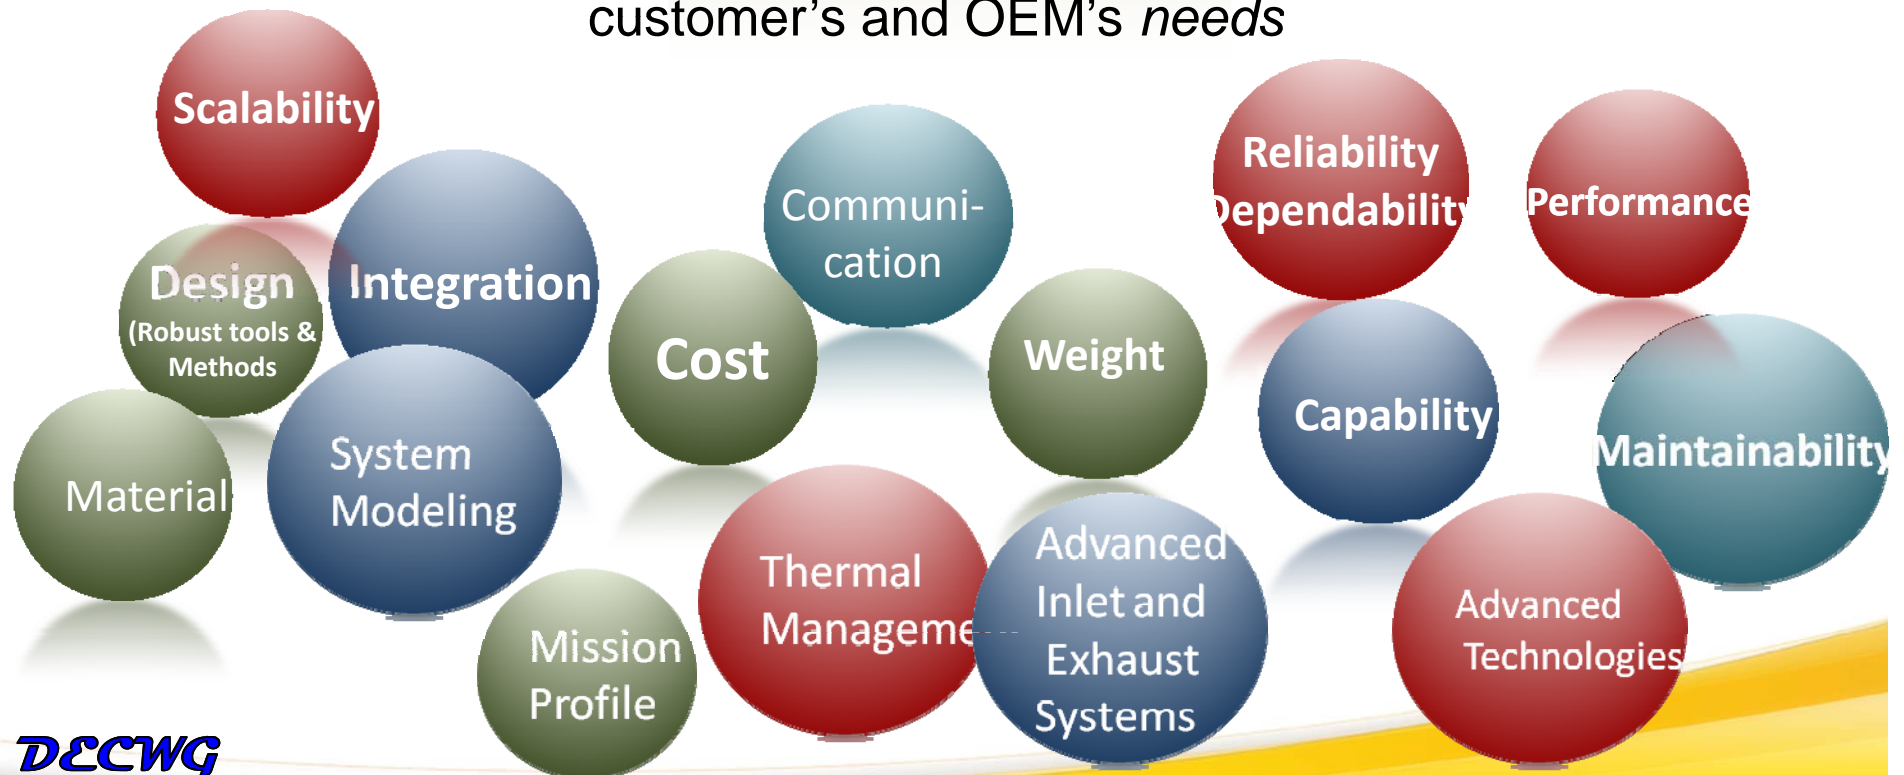 customer's and OEM's needs
Scalability
Design
(Robust tools &
Methods
Integration
Material
System
Modeling
Cost
Communi-
cation
Weight
Mission
Profile
Thermal
Manageme
Advanced
Inlet and
Exhaust
Systems
Reliability
Dependability
Performance
Capability
Maintainability
Advanced
Technologies
DECWG